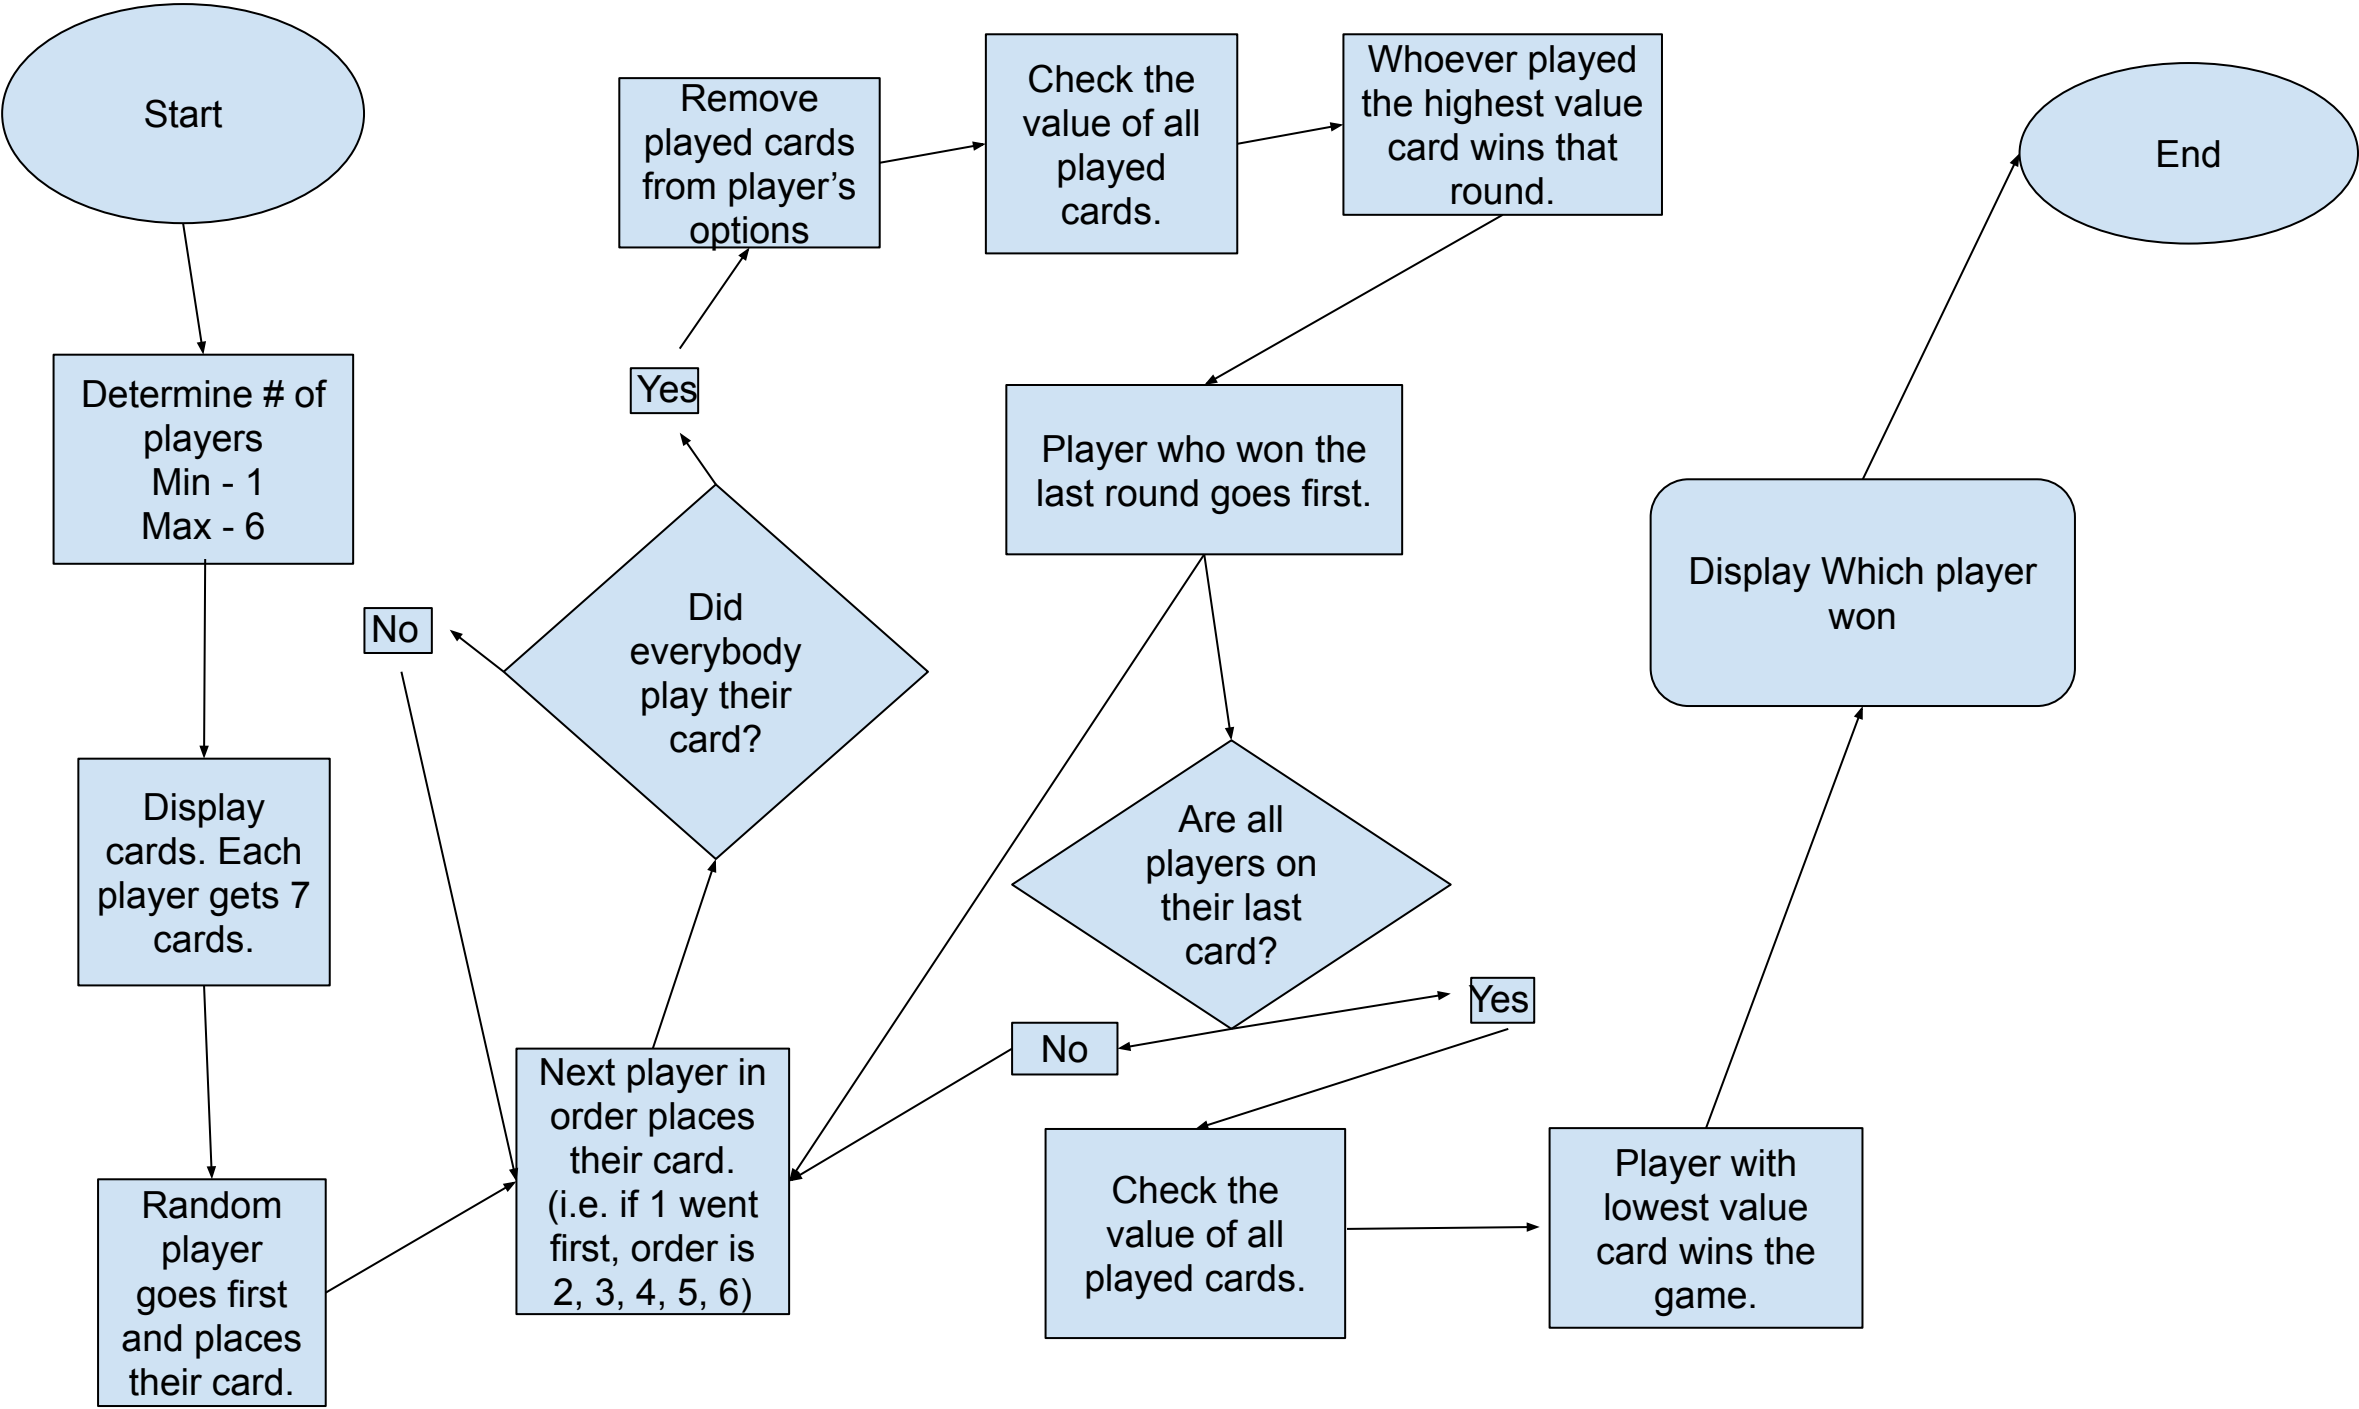 Start
Determine # of
players
Min - 1
Max - 6
Display
cards. Each
player gets 7
cards.
Random
player
goes first
and places
their card.
Next player in
order places
their card.
(i.e. if 1 went
first, order is
2, 3, 4, 5, 6)
Did
everybody
play their
card?
No
Yes
Remove
played cards
from player’s
options
Check the
value of all
played
cards.
Whoever played
the highest value
card wins that
round.
Player who won the
last round goes first.
Are all
players on
their last
card?
No
Yes
Check the
value of all
played cards.
Player with
lowest value
card wins the
game.
Display Which player
won
End